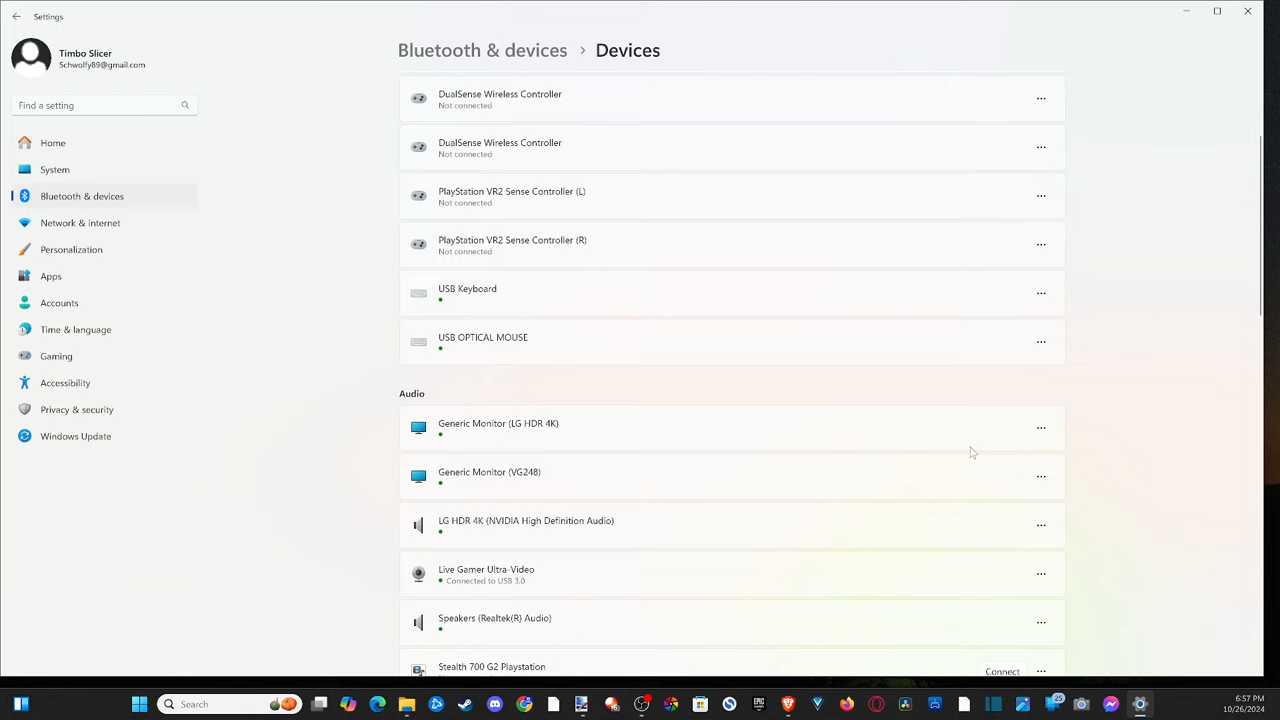 Settings
Timbo Slicer
Schwolfy89@gmail.com
Find a setting
Home
System
Bluetooth & devices
Network & internet
Personalization
Apps
Accounts
Time & language
Gaming
Accessibility
Privacy & security
Windows Update
Bluetooth & devices > Devices
DualSense Wireless Controller
Not connected
DualSense Wireless Controller
Not connected
PlayStation VR2 Sense Controller (L)
Not connected
PlayStation VR2 Sense Controller (R)
Not connected
USB Keyboard
USB OPTICAL MOUSE
Audio
Generic Monitor (LG HDR 4K)
Generic Monitor (VG248)
LG HDR 4K (NVIDIA High Definition Audio)
Live Gamer Ultra-Video
Connected to USB 3.0
Speakers (Realtek(R) Audio)
Stealth 700 G2 Playstation
Connect
Search
EPIC
25
6:57 PM
10/26/2024